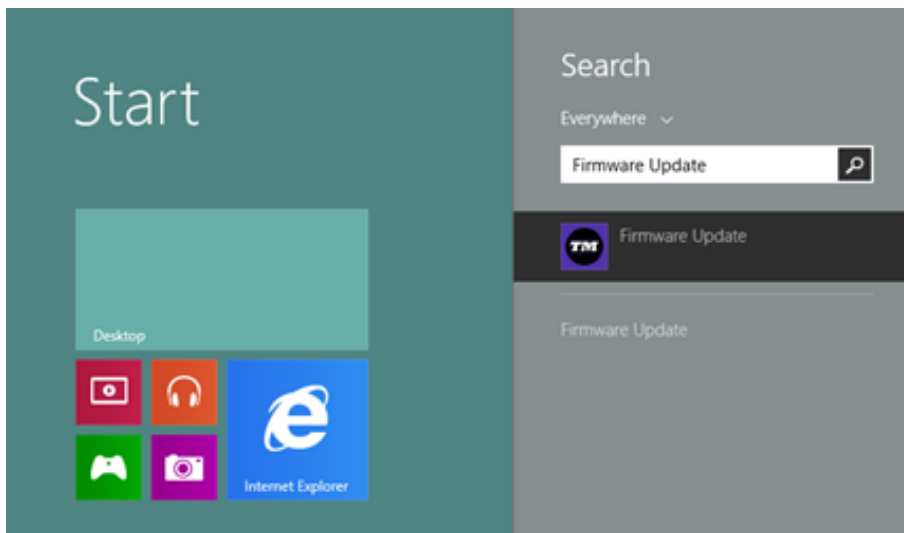 Start
Desktop
Internet Explorer
Search
Everywhere
Firmware Update
TM
Firmware Update
Firmware Update